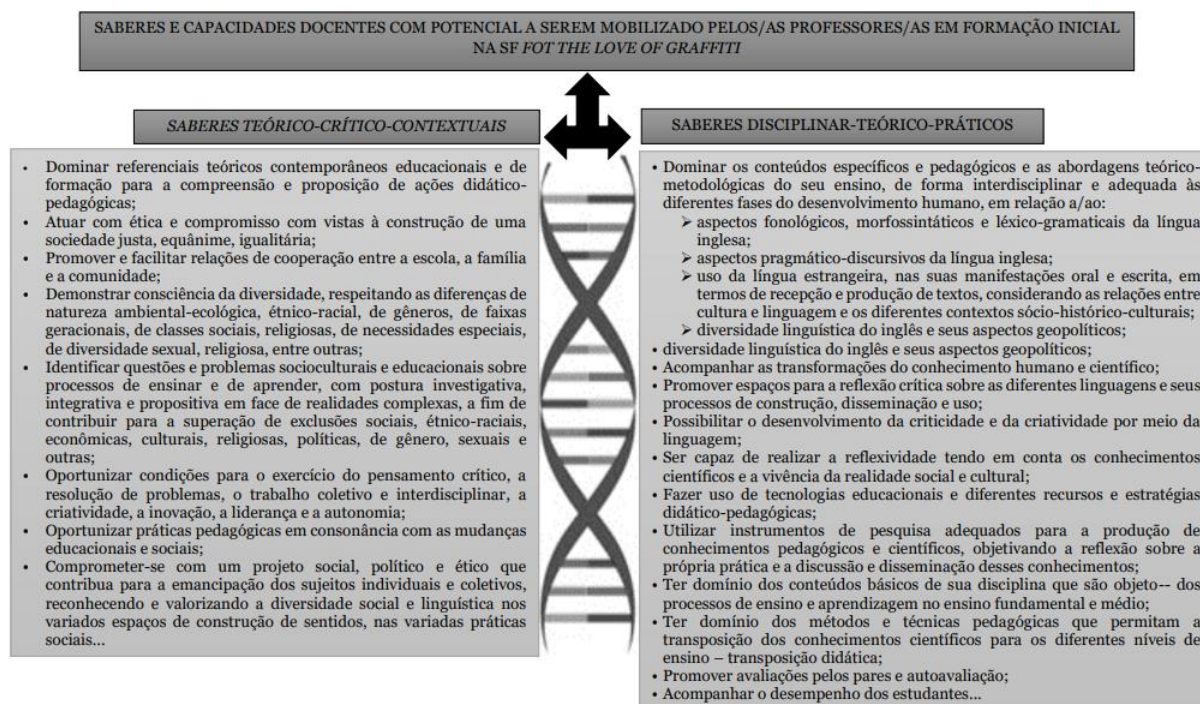 SABERES E CAPACIDADES DOCENTES COM POTENCIAL A SEREM MOBILIZADO PELOS/AS PROFESSORES/AS EM FORMAÇÃO INICIAL
NA SF FOT THE LOVE OF GRAFFITI
SABERES TEÓRICO-CRÍTICO-CONTEXTUAIS
• Dominar referenciais teóricos contemporâneos educacionais e de
formação para a compreensão e proposição de ações didático-
pedagógicas;
• Atuar com ética e compromisso com vistas à construção de uma
sociedade justa, equânime, igualitária;
• Promover e facilitar relações de cooperação entre a escola, a família
e a comunidade;
• Demonstrar consciência da diversidade, respeitando as diferenças de
natureza ambiental-ecológica, étnico-racial, de gêneros, de faixas
geracionais, de classes sociais, religiosas, de necessidades especiais,
de diversidade sexual, religiosa, entre outras;
• Identificar questões e problemas socioculturais e educacionais sobre
processos de ensinar e de aprender, com postura investigativa,
integrativa e propositiva em face de realidades complexas, a fim de
contribuir para a superação de exclusões sociais, étnico-raciais,
econômicas, culturais, religiosas, políticas, de gênero, sexuais e
outras;
• Oportunizar condições para o exercício do pensamento crítico, a
resolução de problemas, o trabalho coletivo e interdisciplinar, a
criatividade, a inovação, a liderança e a autonomia;
• Oportunizar práticas pedagógicas em consonância com as mudanças
educacionais e sociais;
• Comprometer-se com um projeto social, político e ético que
contribua para a emancipação dos sujeitos individuais e coletivos,
reconhecendo e valorizando a diversidade social e linguística nos
variados espaços de construção de sentidos, nas variadas práticas
sociais...
SABERES DISCIPLINAR-TEÓRICO-PRÁTICOS
• Dominar os conteúdos específicos e pedagógicos e as abordagens teórico-
metodológicas do seu ensino, de forma interdisciplinar e adequada às
diferentes fases do desenvolvimento humano, em relação a/ao:
➢ aspectos fonológicos, morfossintáticos e léxico-gramaticais da língua
inglesa;
➢ aspectos pragmático-discursivos da língua inglesa;
➢ uso da língua estrangeira, nas suas manifestações oral e escrita, em
termos de recepção e produção de textos, considerando as relações entre
cultura e linguagem e os diferentes contextos sócio-histórico-culturais;
➢ diversidade linguística do inglês e seus aspectos geopolíticos;
• diversidade linguística do inglês e seus aspectos geopolíticos;
• Acompanhar as transformações do conhecimento humano e científico;
• Promover espaços para a reflexão crítica sobre as diferentes linguagens e seus
processos de construção, disseminação e uso;
• Possibilitar o desenvolvimento da criticidade e da criatividade por meio da
linguagem;
• Ser capaz de realizar a reflexividade tendo em conta os conhecimentos
científicos e a vivência da realidade social e cultural;
• Fazer uso de tecnologias educacionais e diferentes recursos e estratégias
didático-pedagógicas;
• Utilizar instrumentos de pesquisa adequados para a produção de
conhecimentos pedagógicos e científicos, objetivando a reflexão sobre a
própria prática e a discussão e disseminação desses conhecimentos;
• Ter domínio dos conteúdos básicos de sua disciplina que são objeto-- dos
processos de ensino e aprendizagem no ensino fundamental e médio;
• Ter domínio dos métodos e técnicas pedagógicas que permitam a
transposição dos conhecimentos científicos para os diferentes níveis de
ensino – transposição didática;
• Promover avaliações pelos pares e autoavaliação;
• Acompanhar o desempenho dos estudantes...